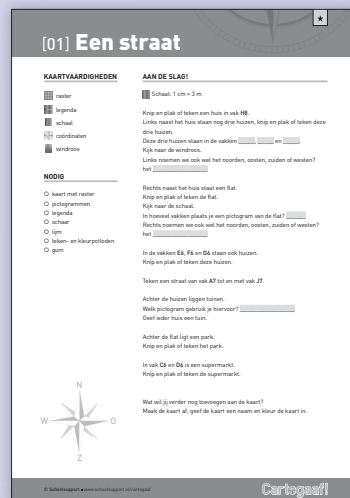 [01] Een straat
KAARTVAARDIGHEDEN
raster
legenda
schaal
coördinaten
windroos
NODIG
kaart met raster
pictogrammen
legenda
schaar
lijm
teken- en kleurpotloden
gum
N
W
O
Z
AAN DE SLAG!
Schaal: 1 cm = 3 m
Knip en plak of teken een huis in vak H8.
Links naast het huis staan nog drie huizen, knip en plak of teken deze
drie huizen.
Deze drie huizen staan in de vakken , en .
Kijk naar de windroos.
Links noemen we ook wel het noorden, oosten, zuiden of westen?
het
Rechts naast het huis staat een flat.
Knip en plak of teken de flat.
Kijk naar de schaal.
In hoeveel vakken plaats je een pictogram van de flat?
Rechts noemen we ook wel het noorden, oosten, zuiden of westen?
het
In de vakken E6, F6 en G6 staan ook huizen.
Knip en plak of teken deze huizen.
Teken een straat van vak A7 tot en met vak J7.
Achter de huizen liggen tuinen.
Welk pictogram gebruik je hiervoor?
Geef ieder huis een tuin.
Achter de flat ligt een park.
Knip en plak of teken het park.
In vak C6 en D6 is een supermarkt.
Knip en plak of teken de supermarkt.
Wat wil jij verder nog toevoegen aan de kaart?
Maak de kaart af, geef de kaart een naam en kleur de kaart in.
© Schoolsupport • www.schoolsupport.nl/cartogaaf
Cartogaaf!